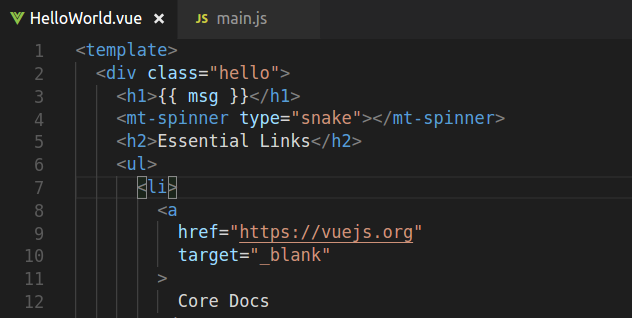 HelloWorld.vue × JS main.js
1 <template>
2 <div class="hello">
3 <h1>{{ msg }}</h1>
4 <mt-spinner type="snake"></mt-spinner>
5 <h2>Essential Links</h2>
6 <ul>
7 <li>
8 <a
9 href="https://vuejs.org"
10 target="_blank"
11 >
12 Core Docs